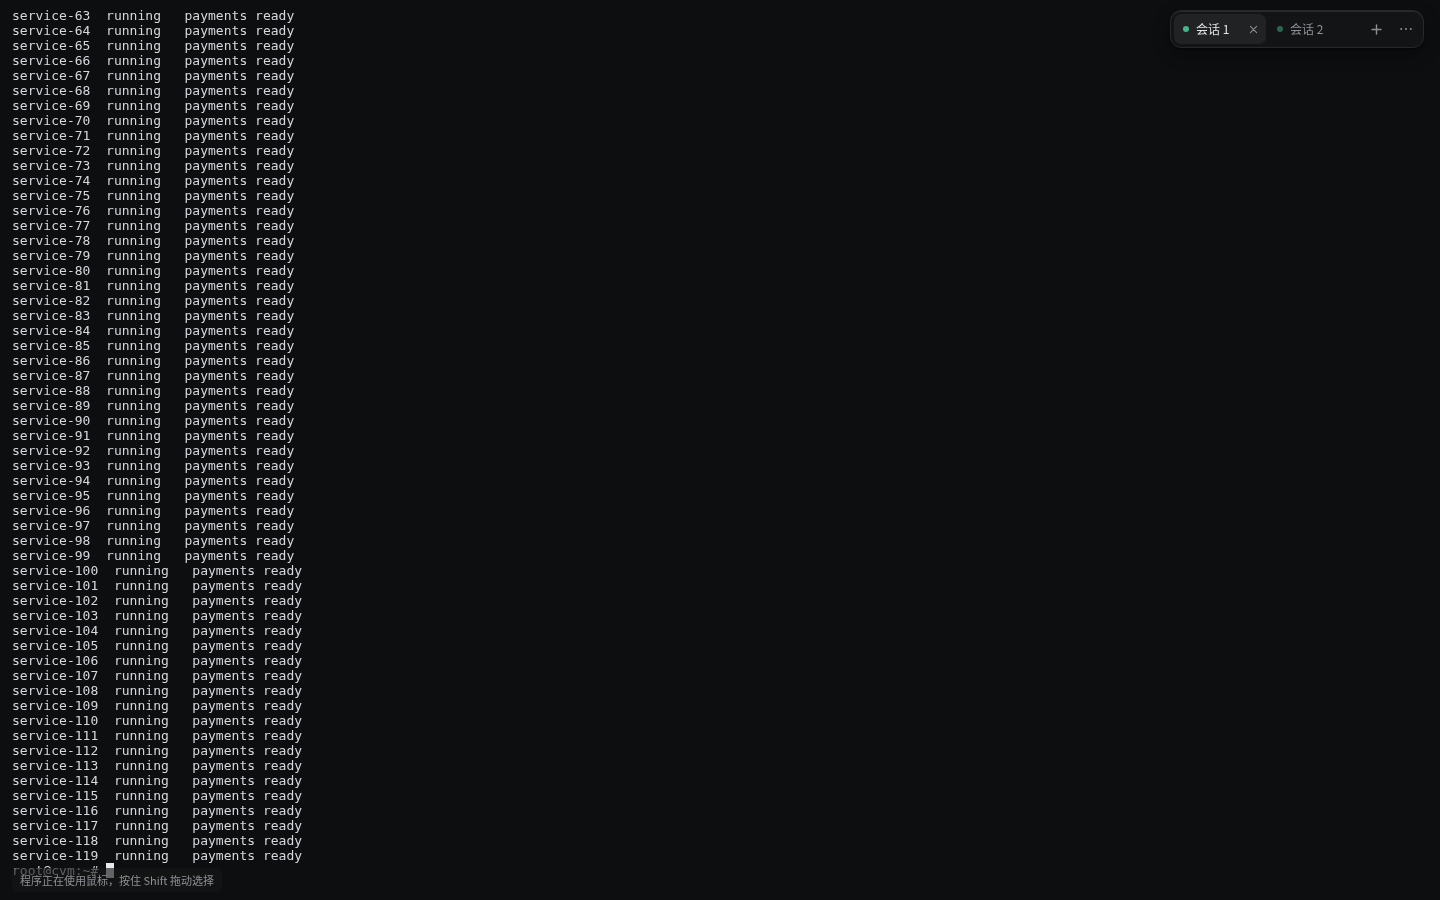 service-63  running   payments ready
会话 1 × 会话 2 + ···
service-64  running   payments ready
service-65  running   payments ready
service-66  running   payments ready
service-67  running   payments ready
service-68  running   payments ready
service-69  running   payments ready
service-70  running   payments ready
service-71  running   payments ready
service-72  running   payments ready
service-73  running   payments ready
service-74  running   payments ready
service-75  running   payments ready
service-76  running   payments ready
service-77  running   payments ready
service-78  running   payments ready
service-79  running   payments ready
service-80  running   payments ready
service-81  running   payments ready
service-82  running   payments ready
service-83  running   payments ready
service-84  running   payments ready
service-85  running   payments ready
service-86  running   payments ready
service-87  running   payments ready
service-88  running   payments ready
service-89  running   payments ready
service-90  running   payments ready
service-91  running   payments ready
service-92  running   payments ready
service-93  running   payments ready
service-94  running   payments ready
service-95  running   payments ready
service-96  running   payments ready
service-97  running   payments ready
service-98  running   payments ready
service-99  running   payments ready
service-100  running   payments ready
service-101  running   payments ready
service-102  running   payments ready
service-103  running   payments ready
service-104  running   payments ready
service-105  running   payments ready
service-106  running   payments ready
service-107  running   payments ready
service-108  running   payments ready
service-109  running   payments ready
service-110  running   payments ready
service-111  running   payments ready
service-112  running   payments ready
service-113  running   payments ready
service-114  running   payments ready
service-115  running   payments ready
service-116  running   payments ready
service-117  running   payments ready
service-118  running   payments ready
service-119  running   payments ready
root@cvm:~#
程序正在使用鼠标，按住 Shift 拖动选择